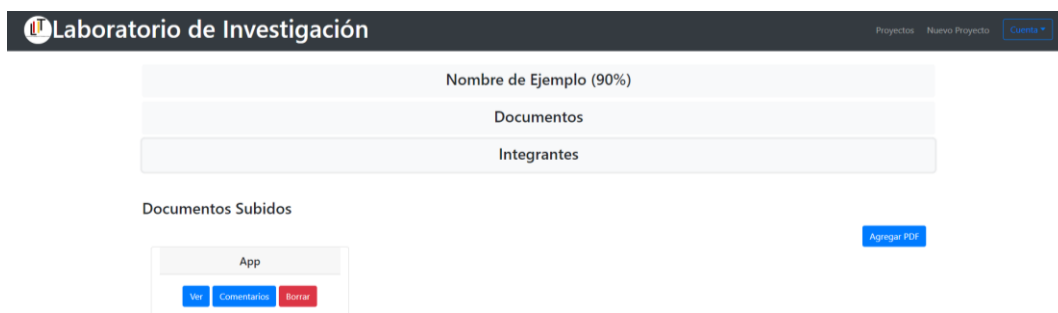 Laboratorio de Investigación
Proyectos Nuevo Proyecto Cuenta
Nombre de Ejemplo (90%)
Documentos
Integrantes
Documentos Subidos
Agregar PDF
App
Ver Comentarios Borrar